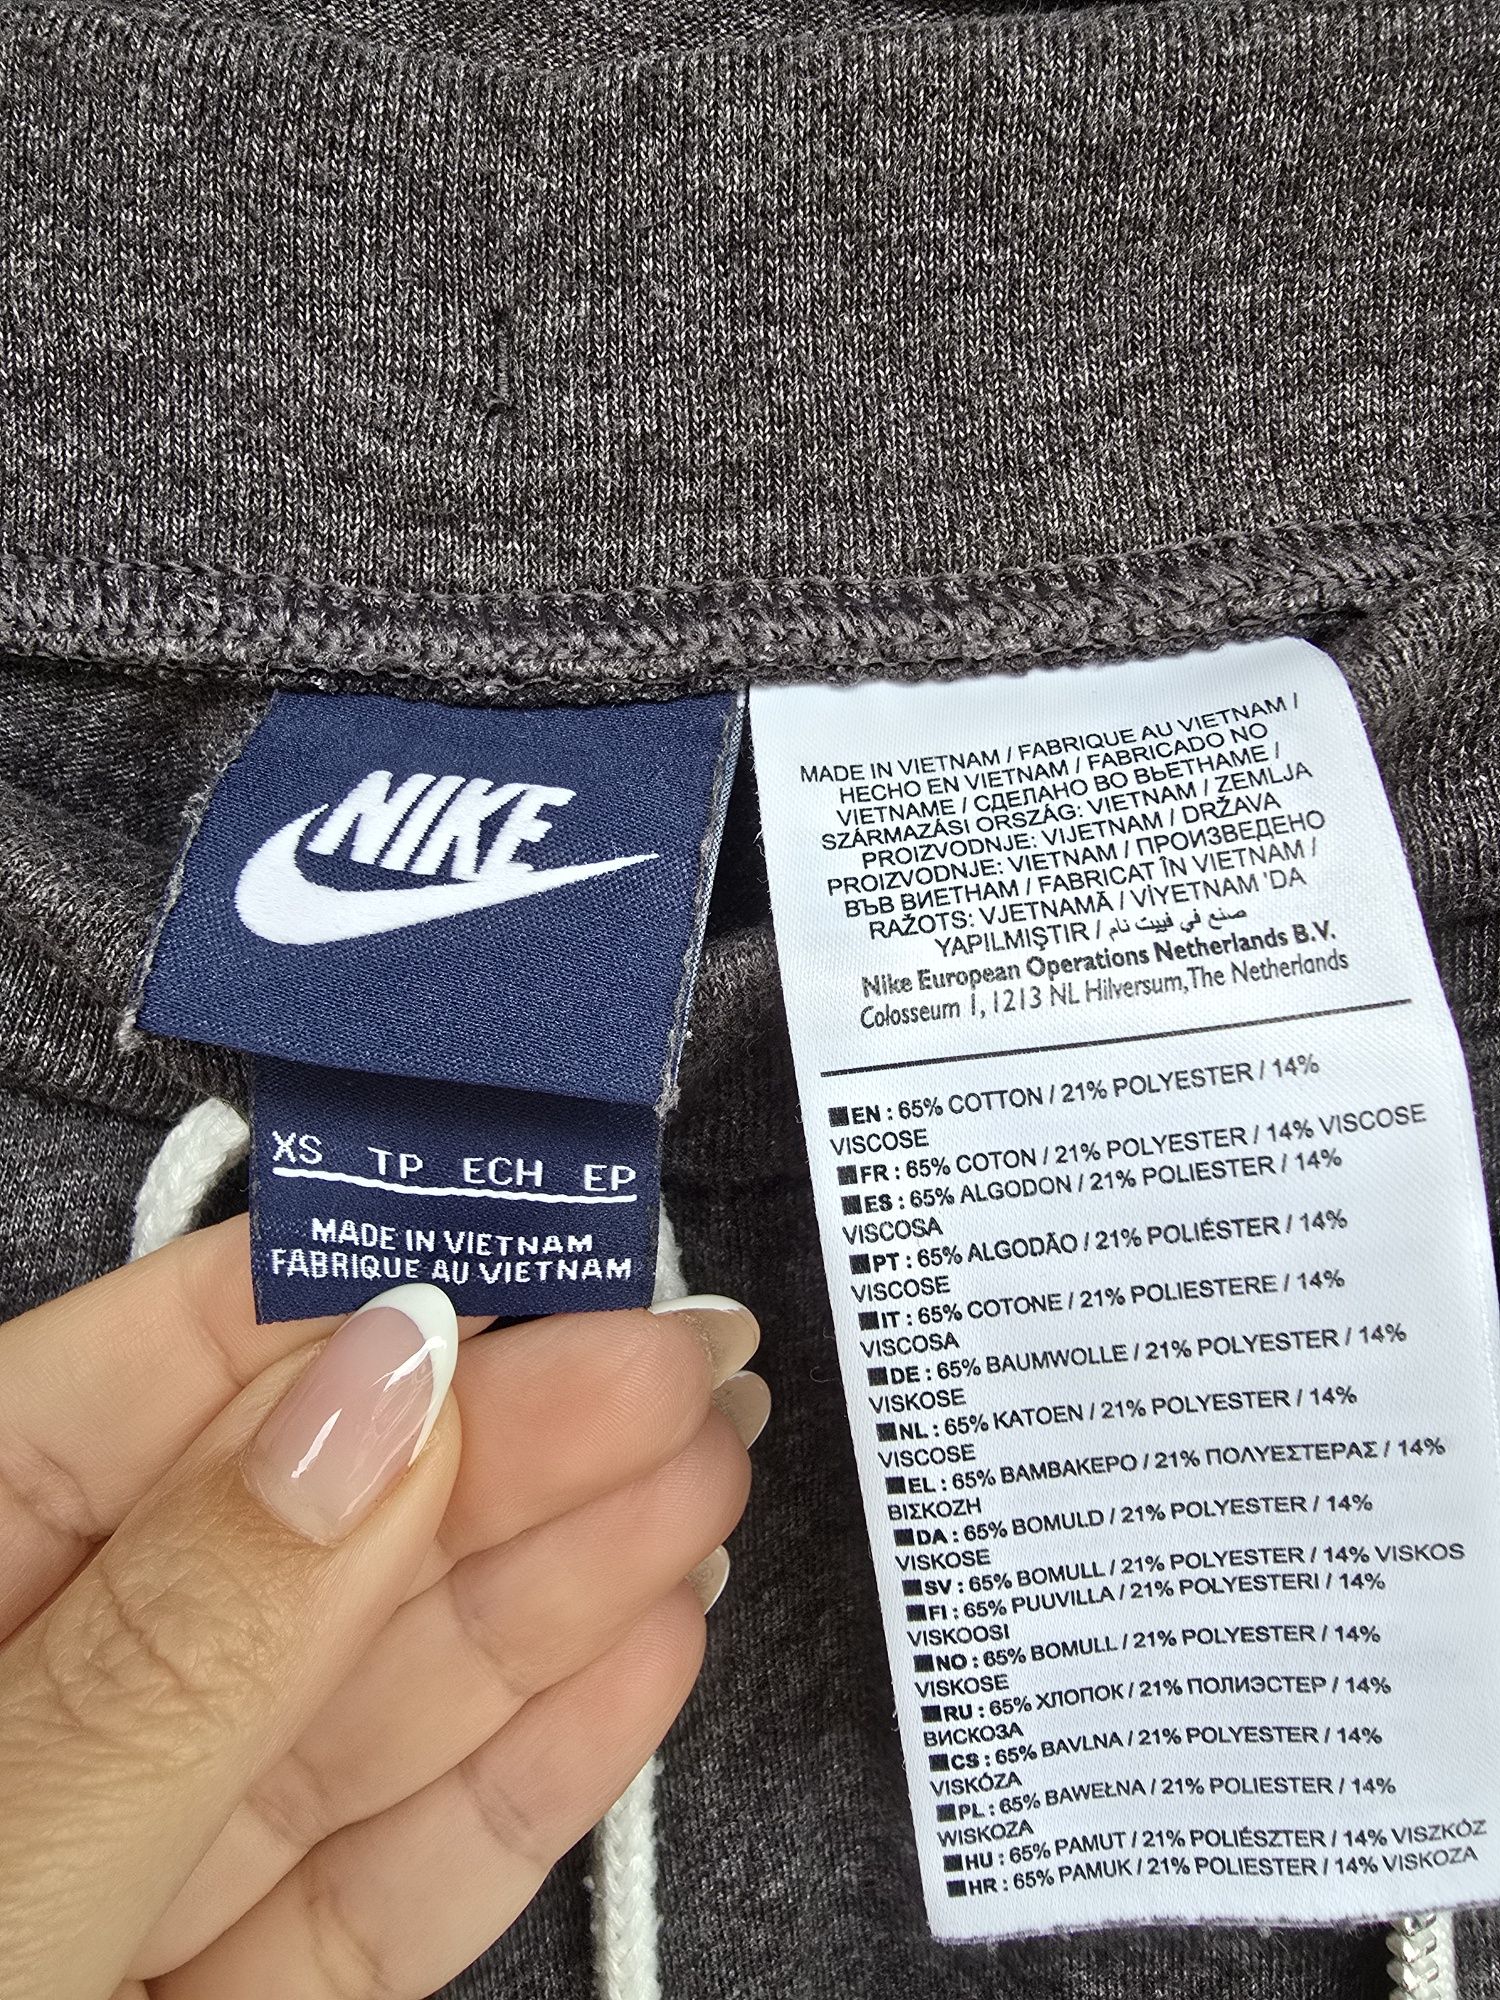 NIKE
XS TP ECH EP
MADE IN VIETNAM
FABRIQUE AU VIETNAM
MADE IN VIETNAM / FABRIQUE AU VIETNAM /
HECHO EN VIETNAM / FABRICADO NO
VIETNAME / СДЕЛАНО ВО ВЬЕТНАМЕ /
SZÁRMAZÁSI ORSZÁG: VIETNAM / ZEMLJA
PROIZVODNJE: VIJETNAM / DRŽAVA
PROIZVODNJE: VIETNAM / ПРОИЗВЕДЕНО
ВЪВ ВИЕТНАМ / FABRICAT ÎN VIETNAM /
RAŽOTS: VJETNAMĀ / VİYETNAM 'DA
YAPILMIŞTIR / صنع في فييت نام
Nike European Operations Netherlands B.V.
Colosseum 1, 1213 NL Hilversum, The Netherlands
EN : 65% COTTON / 21% POLYESTER / 14%
VISCOSE
FR : 65% COTON / 21% POLYESTER / 14% VISCOSE
ES : 65% ALGODON / 21% POLIESTER / 14%
VISCOSA
PT : 65% ALGODÃO / 21% POLIÉSTER / 14%
VISCOSE
IT : 65% COTONE / 21% POLIESTERE / 14%
VISCOSA
DE : 65% BAUMWOLLE / 21% POLYESTER / 14%
VISKOSE
NL : 65% KATOEN / 21% POLYESTER / 14%
VISCOSE
EL : 65% ΒΑΜΒΑΚΕΡΟ / 21% ΠΟΛΥΕΣΤΕΡΑΣ / 14%
ΒΙΣΚΟΖΗ
DA : 65% BOMULD / 21% POLYESTER / 14%
VISKOSE
SV : 65% BOMULL / 21% POLYESTER / 14% VISKOS
FI : 65% PUUVILLA / 21% POLYESTERI / 14%
VISKOOSI
NO : 65% BOMULL / 21% POLYESTER / 14%
VISKOSE
RU : 65% ХЛОПОК / 21% ПОЛИЭСТЕР / 14%
ВИСКОЗА
CS : 65% BAVLNA / 21% POLYESTER / 14%
VISKÓZA
PL : 65% BAWEŁNA / 21% POLIESTER / 14%
WISKOZA
HU : 65% PAMUT / 21% POLIÉSZTER / 14% VISZKÓZ
HR : 65% PAMUK / 21% POLIESTER / 14% VISKOZA